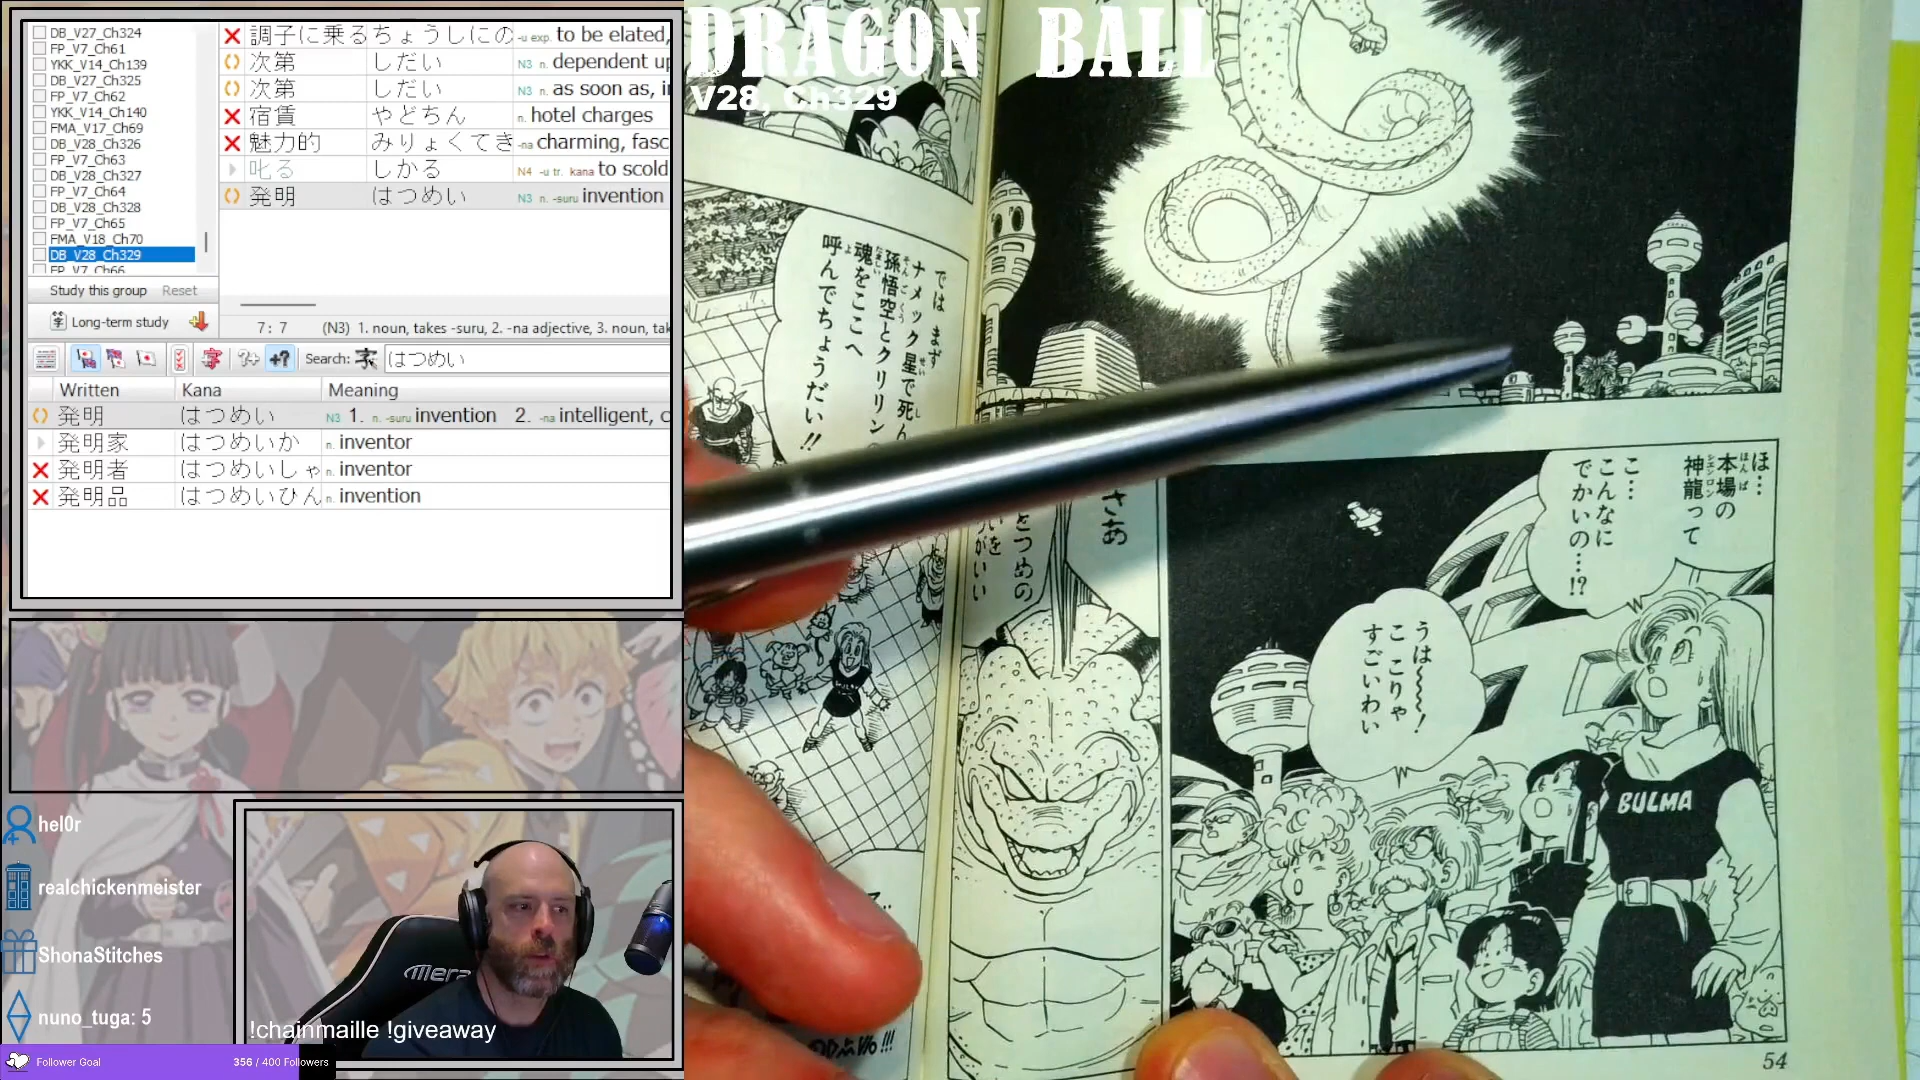 DB_V27_Ch324
FP_V7_Ch61
YKK_V14_Ch139
DB_V27_Ch325
FP_V7_Ch62
YKK_V14_Ch140
FMA_V17_Ch69
DB_V28_Ch326
FP_V7_Ch63
DB_V28_Ch327
FP_V7_Ch64
DB_V28_Ch328
FP_V7_Ch65
FMA_V18_Ch70
DB_V28_Ch329
FP_V7_Ch66
Study this group Reset
Long-term study
調子に乗る ちょうしにの -u exp. to be elated,
次第 しだい N3 n. dependent up
次第 しだい N3 n. as soon as, i
宿賃 やどちん n. hotel charges
魅力的 みりょくてき -na charming, fasc
叱る しかる N4 -u tr. kana to scold
発明 はつめい N3 n. -suru invention
7: 7 (N3) 1. noun, takes -suru, 2. -na adjective, 3. noun, tak
Search: はつめい
Written Kana Meaning
発明 はつめい N3 1. n. -suru invention 2. -na intelligent, c
発明家 はつめいか n. inventor
発明者 はつめいしゃ n. inventor
発明品 はつめいひん n. invention
hel0r
realchickenmeister
ShonaStitches
nuno_tuga: 5
Follower Goal 356 / 400 Followers
mera
!chainmaille !giveaway
DRAGON BALL
V28, Ch329
では まず
ナメック星で死ん
孫悟空とクリリン
魂をここへ
呼んでちょうだい!!
ほ…
本場の
神龍って
こ…
こんなに
でかいの…!?
うは~~~!
こ こりゃ
すごいわい
さあ
BULMA
54